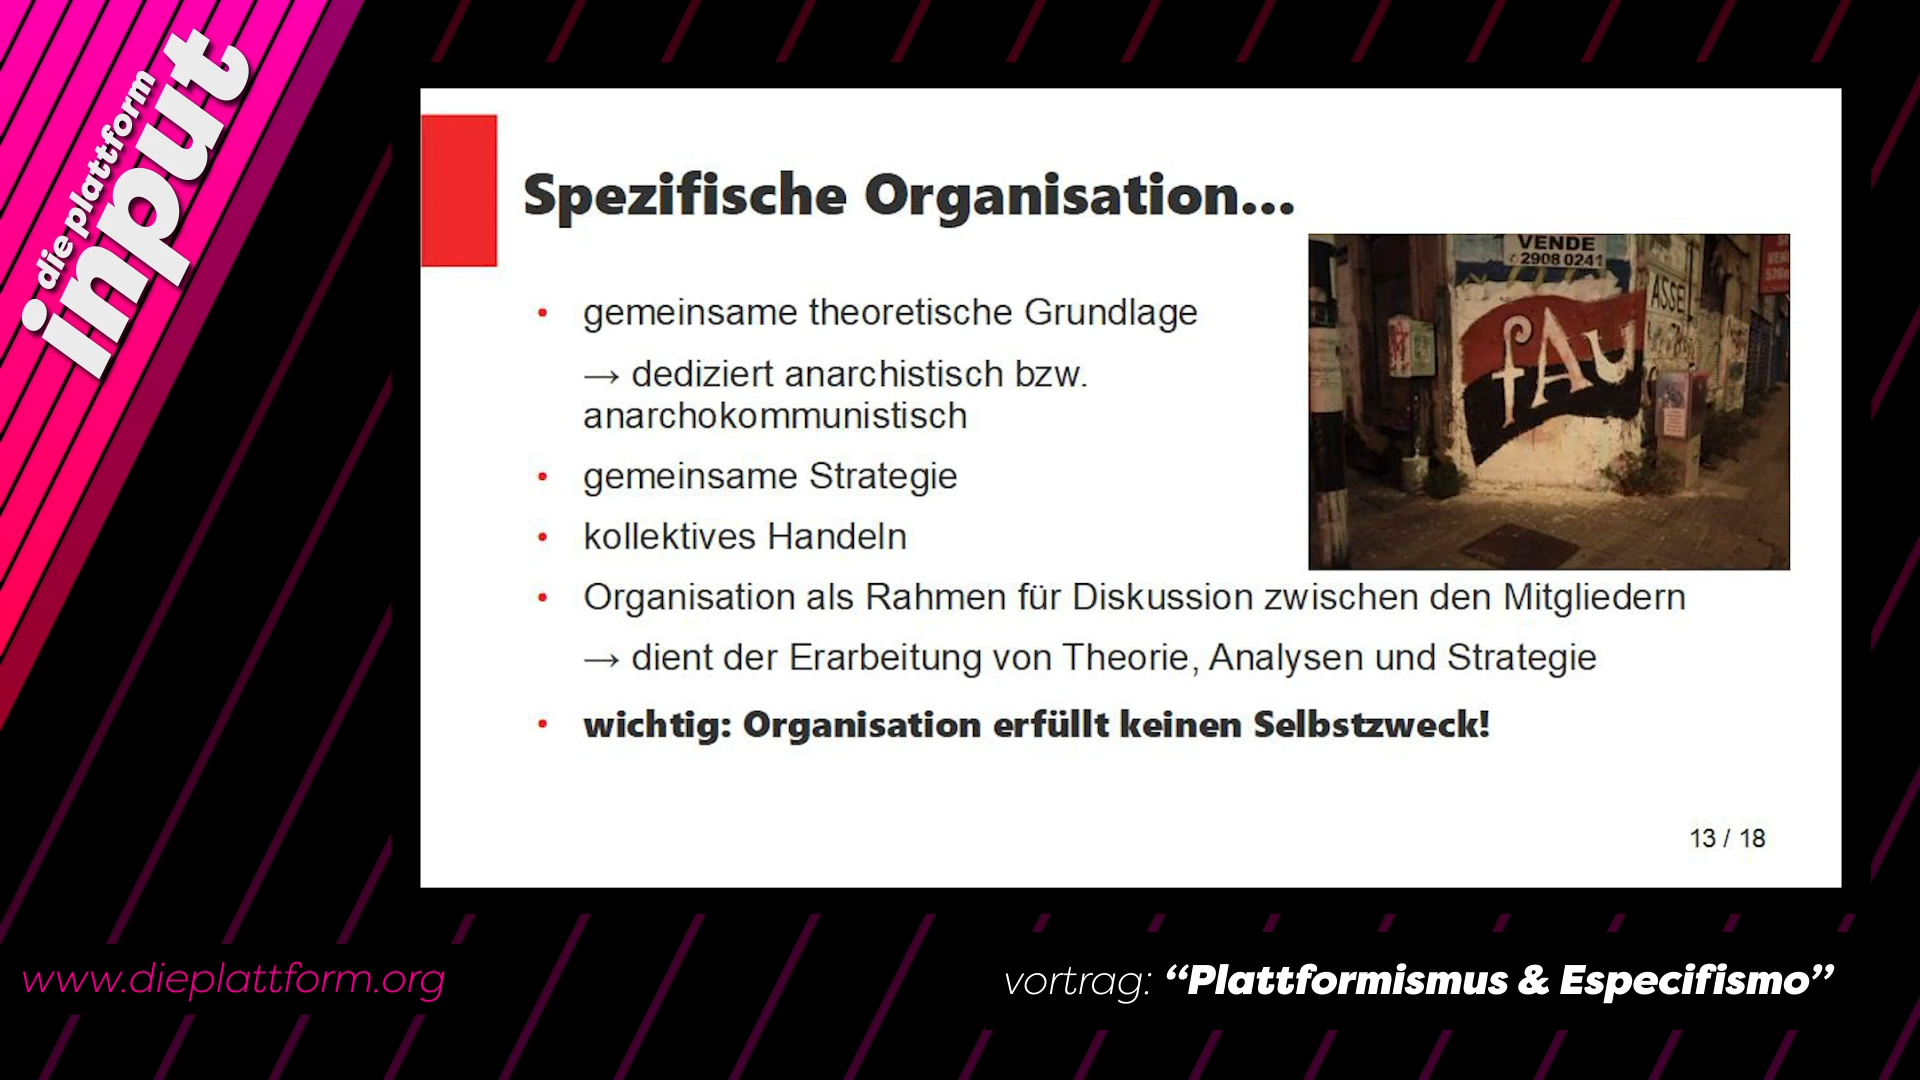 die plattform
input
Spezifische Organisation...
• gemeinsame theoretische Grundlage
→ dediziert anarchistisch bzw.
anarchokommunistisch
• gemeinsame Strategie
• kollektives Handeln
• Organisation als Rahmen für Diskussion zwischen den Mitgliedern
→ dient der Erarbeitung von Theorie, Analysen und Strategie
• wichtig: Organisation erfüllt keinen Selbstzweck!
VENDE
2908 0241
fAu
ASSE
13 / 18
www.dieplattform.org
vortrag: “Plattformismus & Especifismo”